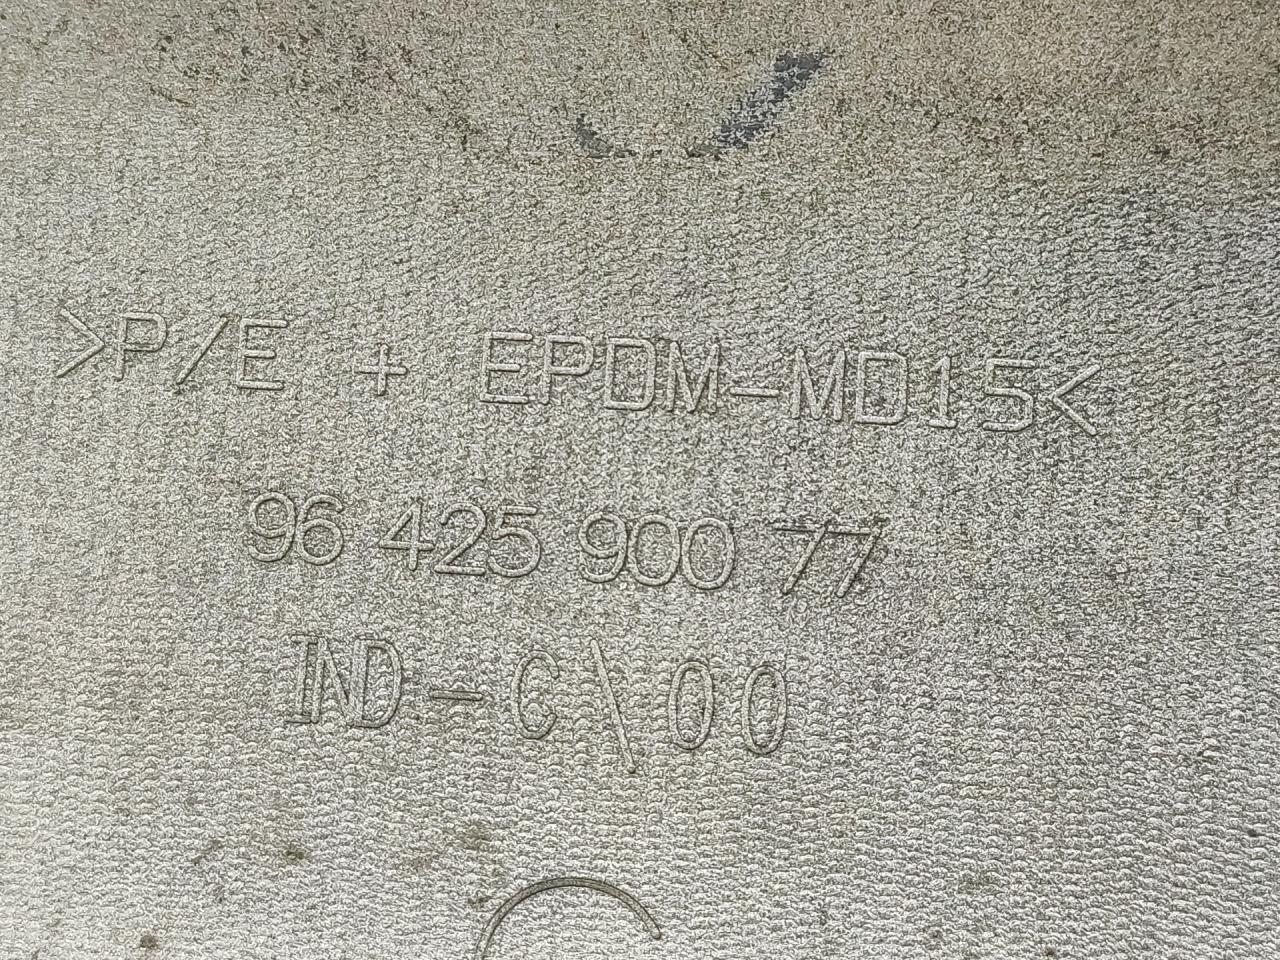 >P/E + EPDM-MD15<
96 425 900 77
IND-C\00